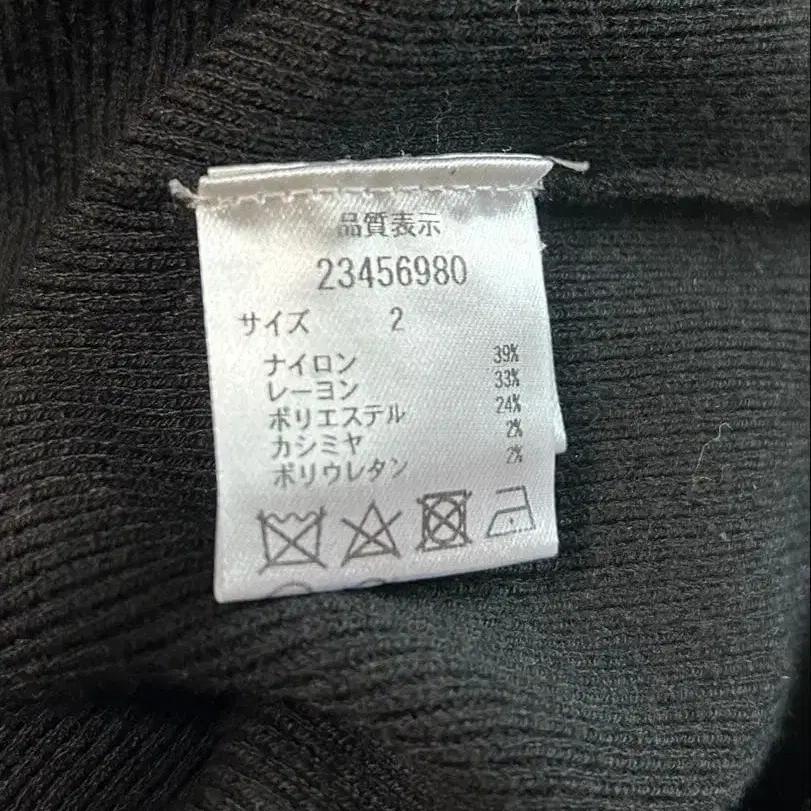 品質表示
23456980
サイズ 2
ナイロン 39%
レーヨン 33%
ポリエステル 24%
カシミヤ 2%
ポリウレタン 2%